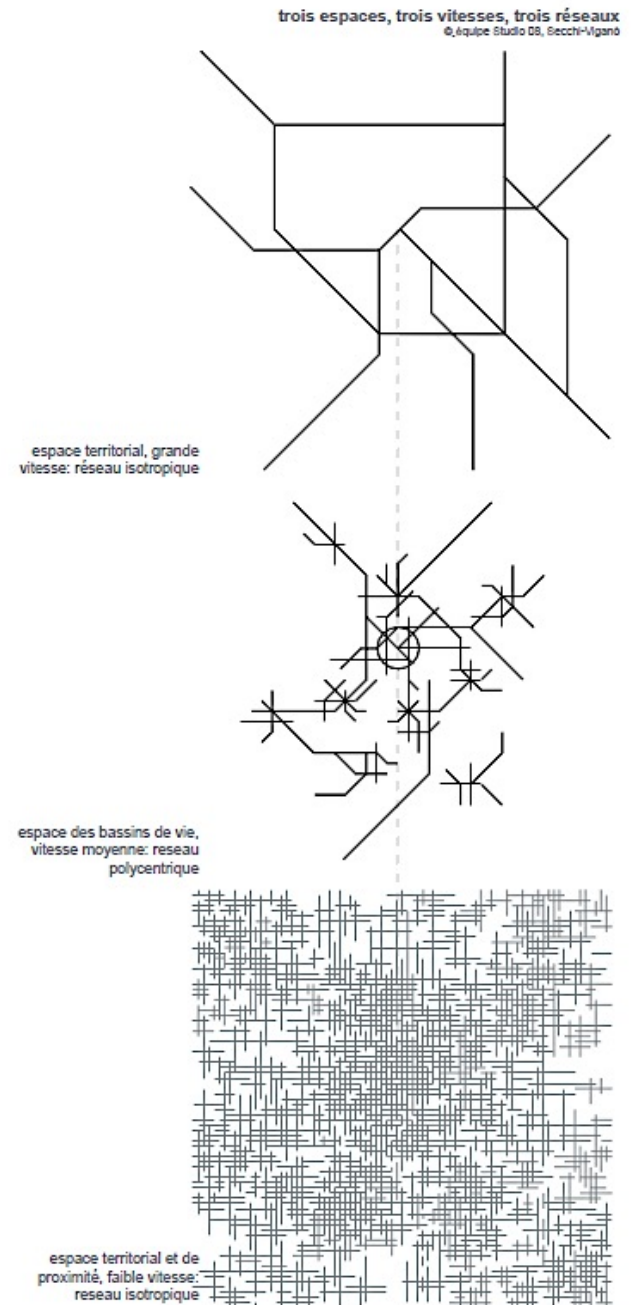 trois espaces, trois vitesses, trois réseaux
© équipe Studio 08, Secchi-Viganò
espace territorial, grande
vitesse: réseau isotropique
espace des bassins de vie,
vitesse moyenne: reseau
polycentrique
espace territorial et de
proximité, faible vitesse:
reseau isotropique